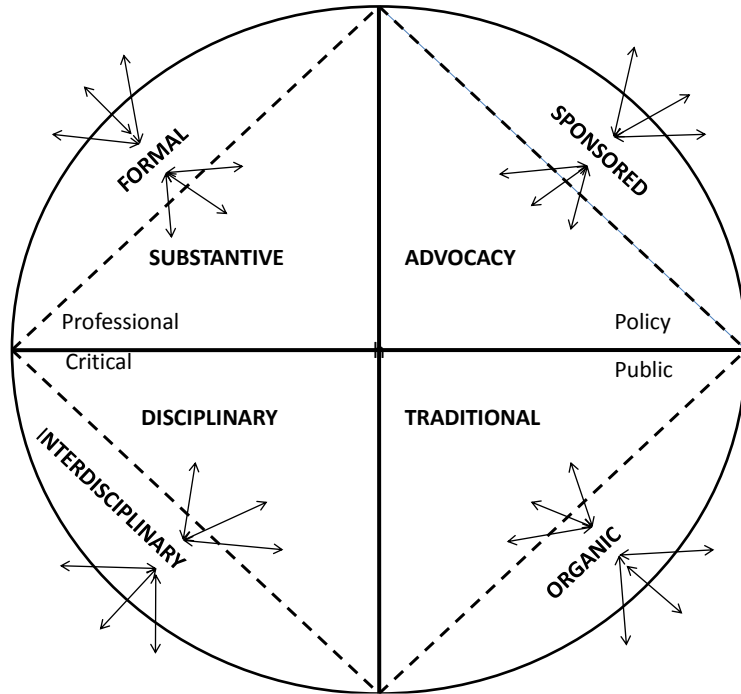 FORMAL
SPONSORED
SUBSTANTIVE
ADVOCACY
Professional
Policy
Critical
Public
DISCIPLINARY
TRADITIONAL
INTERDISCIPLINARY
ORGANIC